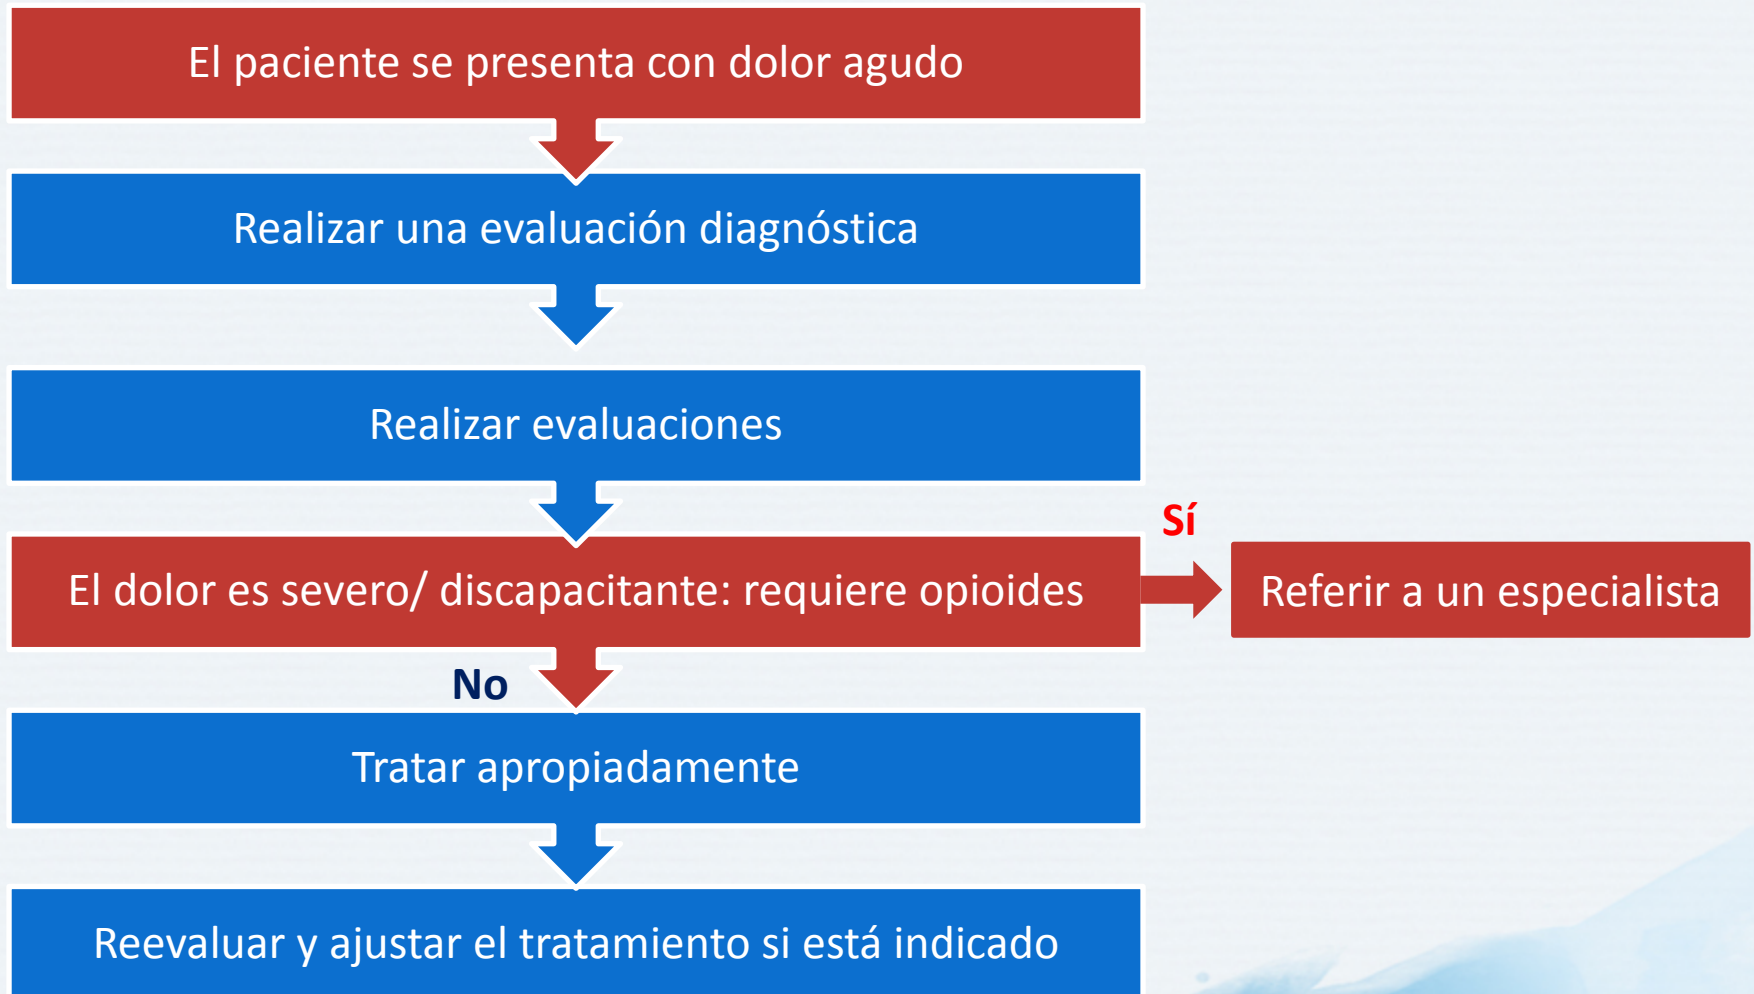 El paciente se presenta con dolor agudo
Realizar una evaluación diagnóstica
Realizar evaluaciones
Sí
El dolor es severo/ discapacitante: requiere opioides
Referir a un especialista
No
Tratar apropiadamente
Reevaluar y ajustar el tratamiento si está indicado